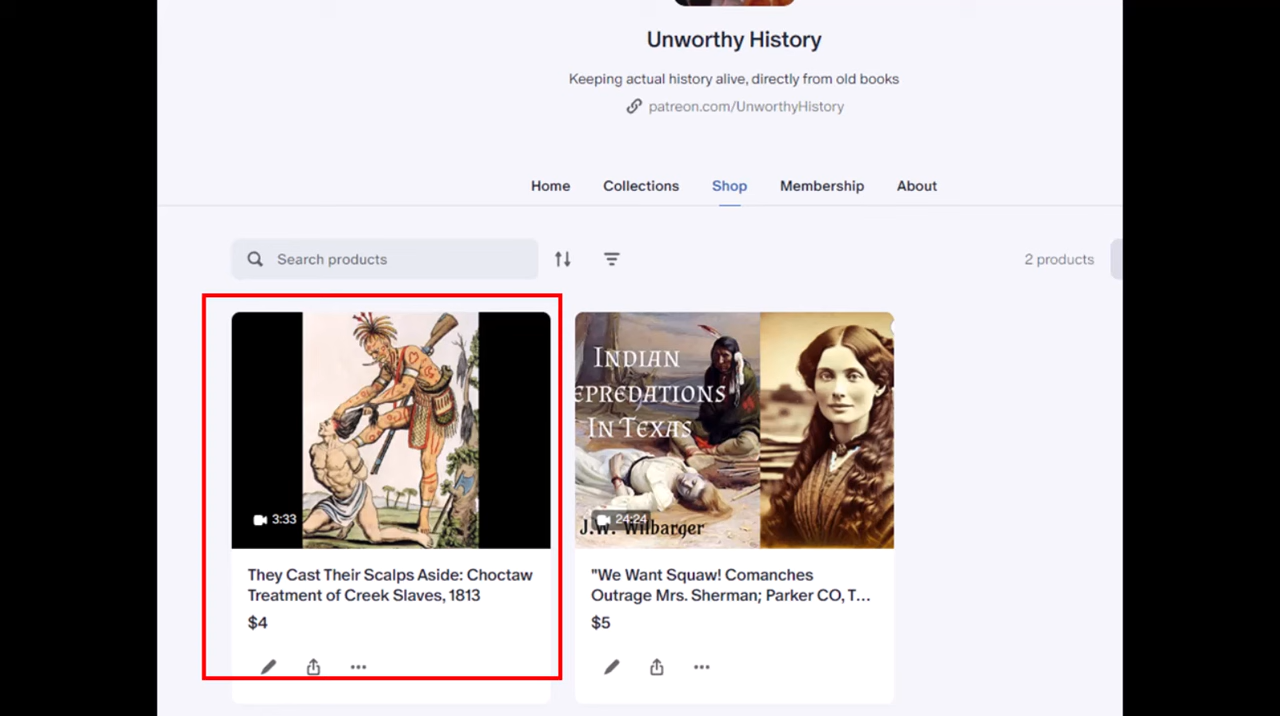 Unworthy History
Keeping actual history alive, directly from old books
patreon.com/UnworthyHistory
Home Collections Shop Membership About
Search products
2 products
3:33
They Cast Their Scalps Aside: Choctaw
Treatment of Creek Slaves, 1813
$4
INDIAN
EPREDATIONS
IN TEXAS
24:24
J.W. Wilbarger
"We Want Squaw! Comanches
Outrage Mrs. Sherman; Parker CO, T...
$5